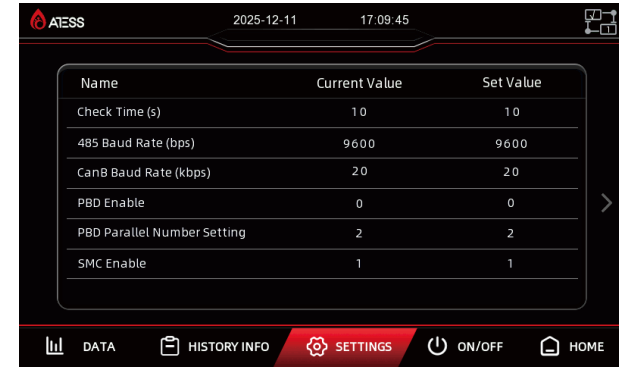 ATESS 2025-12-11 17:09:45
1
Name Current Value Set Value
Check Time (s) 10 10
485 Baud Rate (bps) 9600 9600
CanB Baud Rate (kbps) 20 20
PBD Enable 0 0
PBD Parallel Number Setting 2 2
SMC Enable 1 1
DATA HISTORY INFO SETTINGS ON/OFF HOME